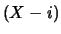 (X − i)